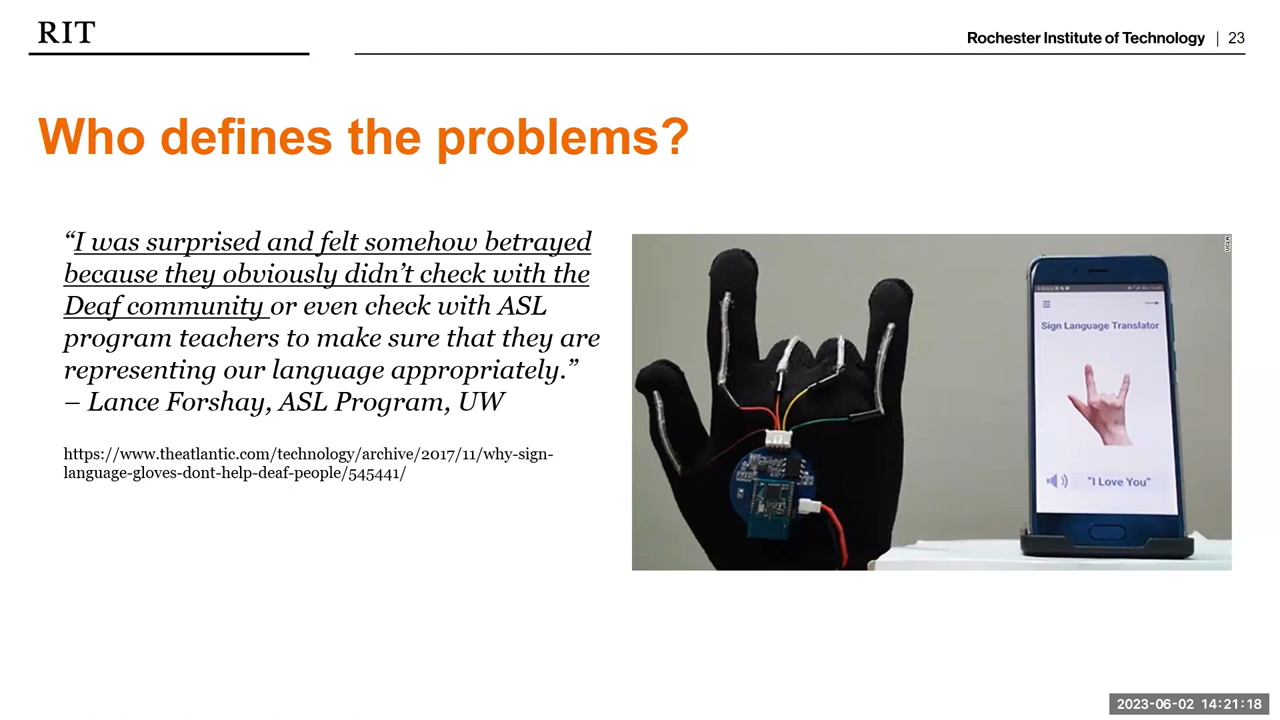 RIT
Rochester Institute of Technology | 23
Who defines the problems?
“I was surprised and felt somehow betrayed
because they obviously didn’t check with the
Deaf community or even check with ASL
program teachers to make sure that they are
representing our language appropriately.”
– Lance Forshay, ASL Program, UW
https://www.theatlantic.com/technology/archive/2017/11/why-sign-
language-gloves-dont-help-deaf-people/545441/
Sign Language Translator
“I Love You”
2023-06-02 14:21:18